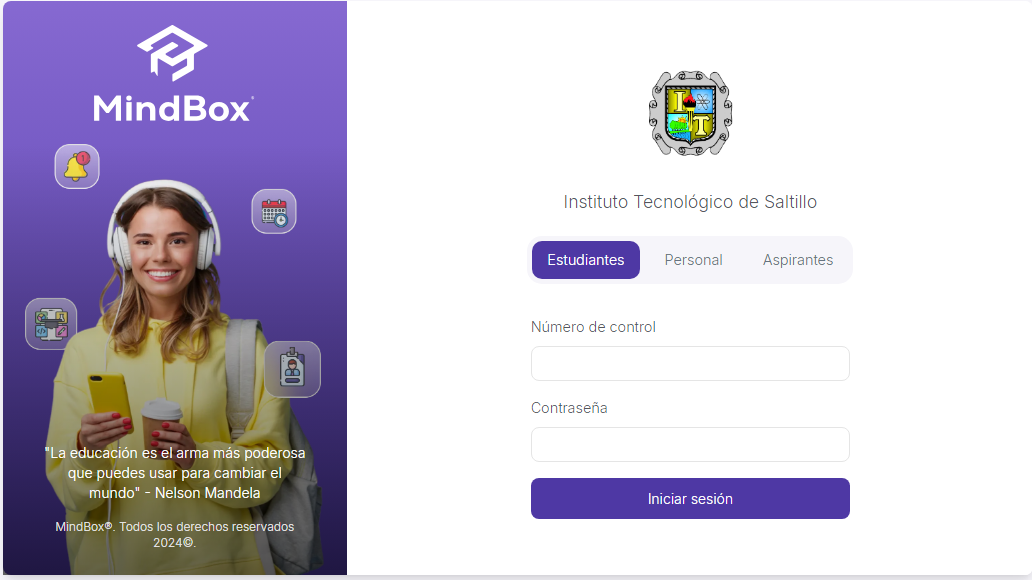 MindBox
"La educación es el arma más poderosa
que puedes usar para cambiar el
mundo" - Nelson Mandela
MindBox®. Todos los derechos reservados
2024©.
I
T
Instituto Tecnológico de Saltillo
Estudiantes Personal Aspirantes
Número de control
Contraseña
Iniciar sesión